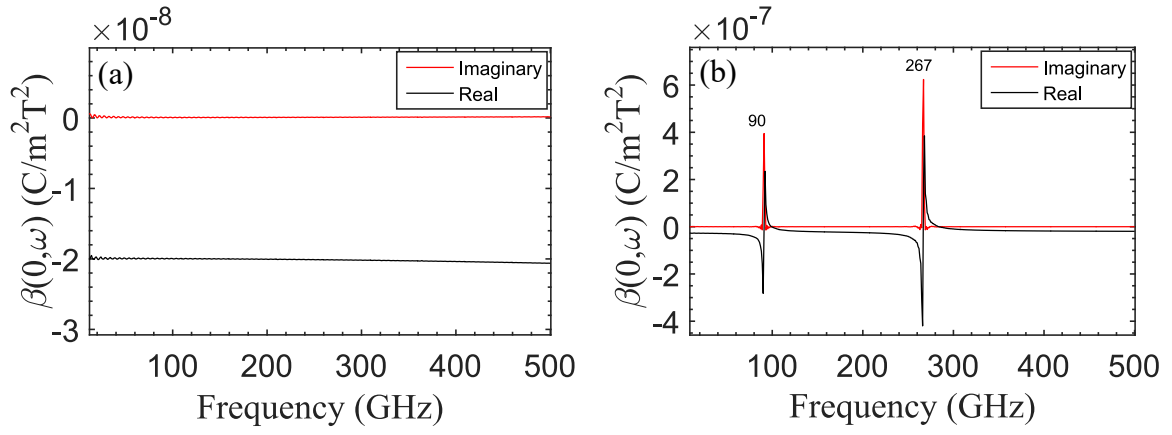 ×10⁻⁸
(a)
Imaginary
Real
0
-1
-2
-3
β(0,ω) (C/m²T²)
100 200 300 400 500
Frequency (GHz)
×10⁻⁷
(b)
267
90
Imaginary
Real
6
4
2
0
-2
-4
β(0,ω) (C/m²T²)
100 200 300 400 500
Frequency (GHz)